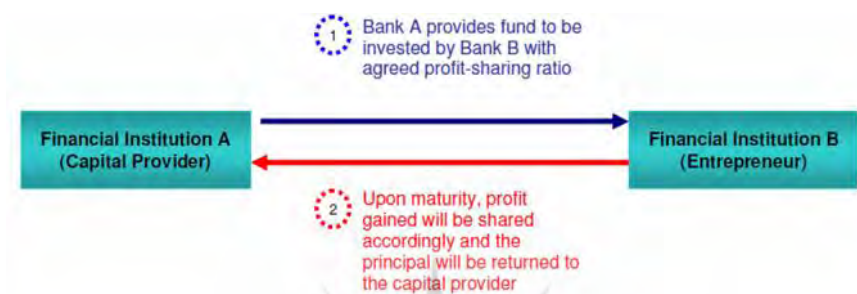 1
Bank A provides fund to be
invested by Bank B with
agreed profit-sharing ratio
Financial Institution A
(Capital Provider)
Financial Institution B
(Entrepreneur)
2
Upon maturity, profit
gained will be shared
accordingly and the
principal will be returned to
the capital provider